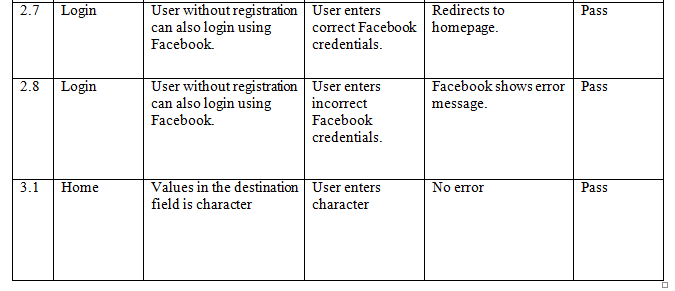 2.7 Login User without registration User enters Redirects to Pass
can also login using correct Facebook homepage.
Facebook. credentials.
2.8 Login User without registration User enters Facebook shows error Pass
can also login using incorrect message.
Facebook. Facebook
credentials.
3.1 Home Values in the destination User enters No error Pass
field is character character